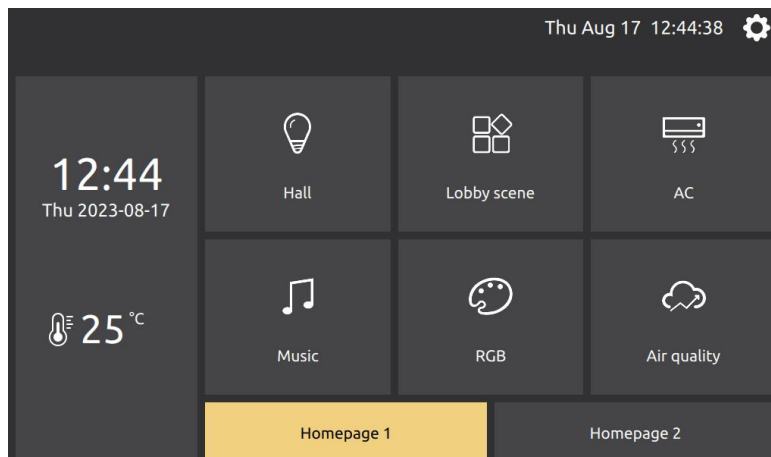 Thu Aug 17 12:44:38
12:44
Thu 2023-08-17
25 °C
Hall
Lobby scene
AC
Music
RGB
Air quality
Homepage 1
Homepage 2